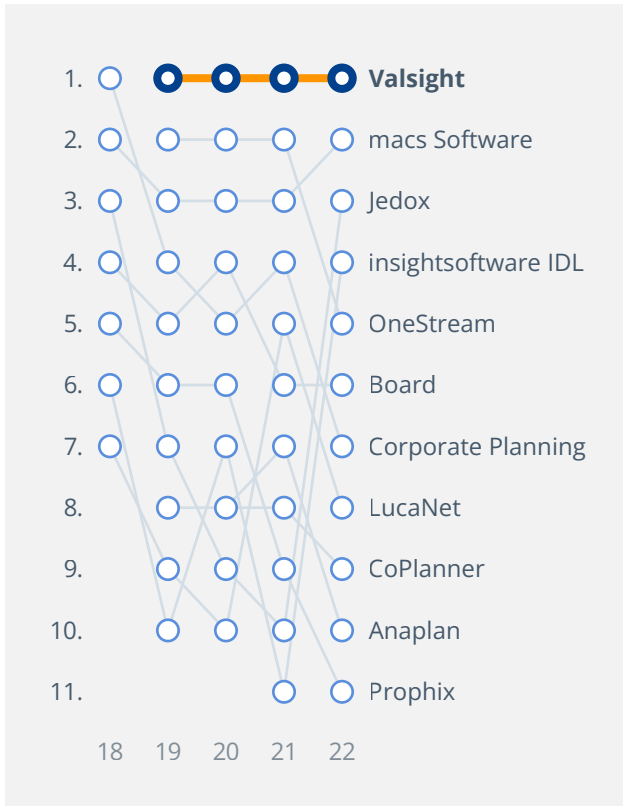 1. Valsight
2. macs Software
3. Jedox
4. insightsoftware IDL
5. OneStream
6. Board
7. Corporate Planning
8. LucaNet
9. CoPlanner
10. Anaplan
11. Prophix
18 19 20 21 22